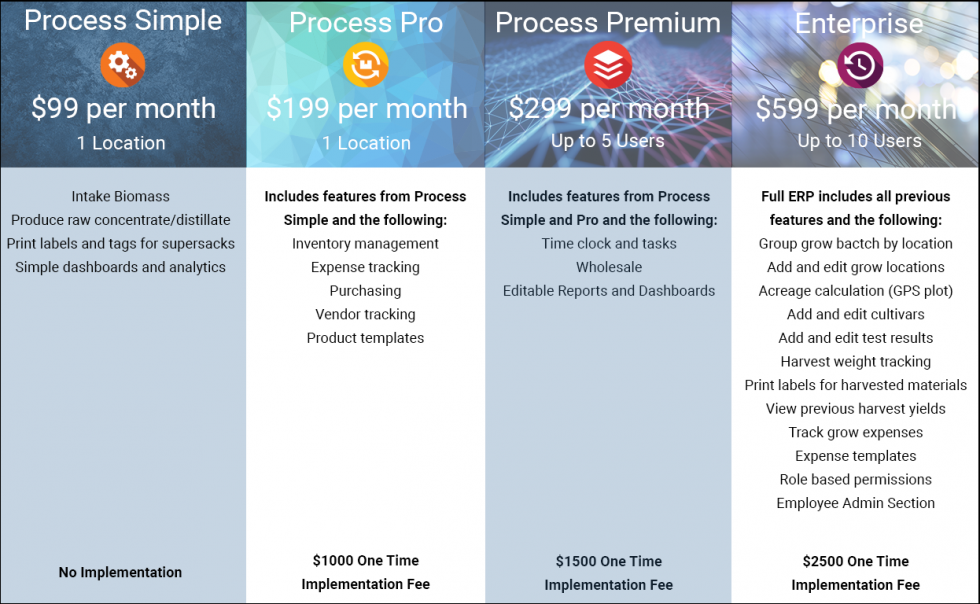 Process Simple
$99 per month
1 Location
Intake Biomass
Produce raw concentrate/distillate
Print labels and tags for supersacks
Simple dashboards and analytics
No Implementation
Process Pro
$199 per month
1 Location
Includes features from Process
Simple and the following:
Inventory management
Expense tracking
Purchasing
Vendor tracking
Product templates
$1000 One Time
Implementation Fee
Process Premium
$299 per month
Up to 5 Users
Includes features from Process
Simple and Pro and the following:
Time clock and tasks
Wholesale
Editable Reports and Dashboards
$1500 One Time
Implementation Fee
Enterprise
$599 per month
Up to 10 Users
Full ERP includes all previous
features and the following:
Group grow bactch by location
Add and edit grow locations
Acreage calculation (GPS plot)
Add and edit cultivars
Add and edit test results
Harvest weight tracking
Print labels for harvested materials
View previous harvest yields
Track grow expenses
Expense templates
Role based permissions
Employee Admin Section
$2500 One Time
Implementation Fee